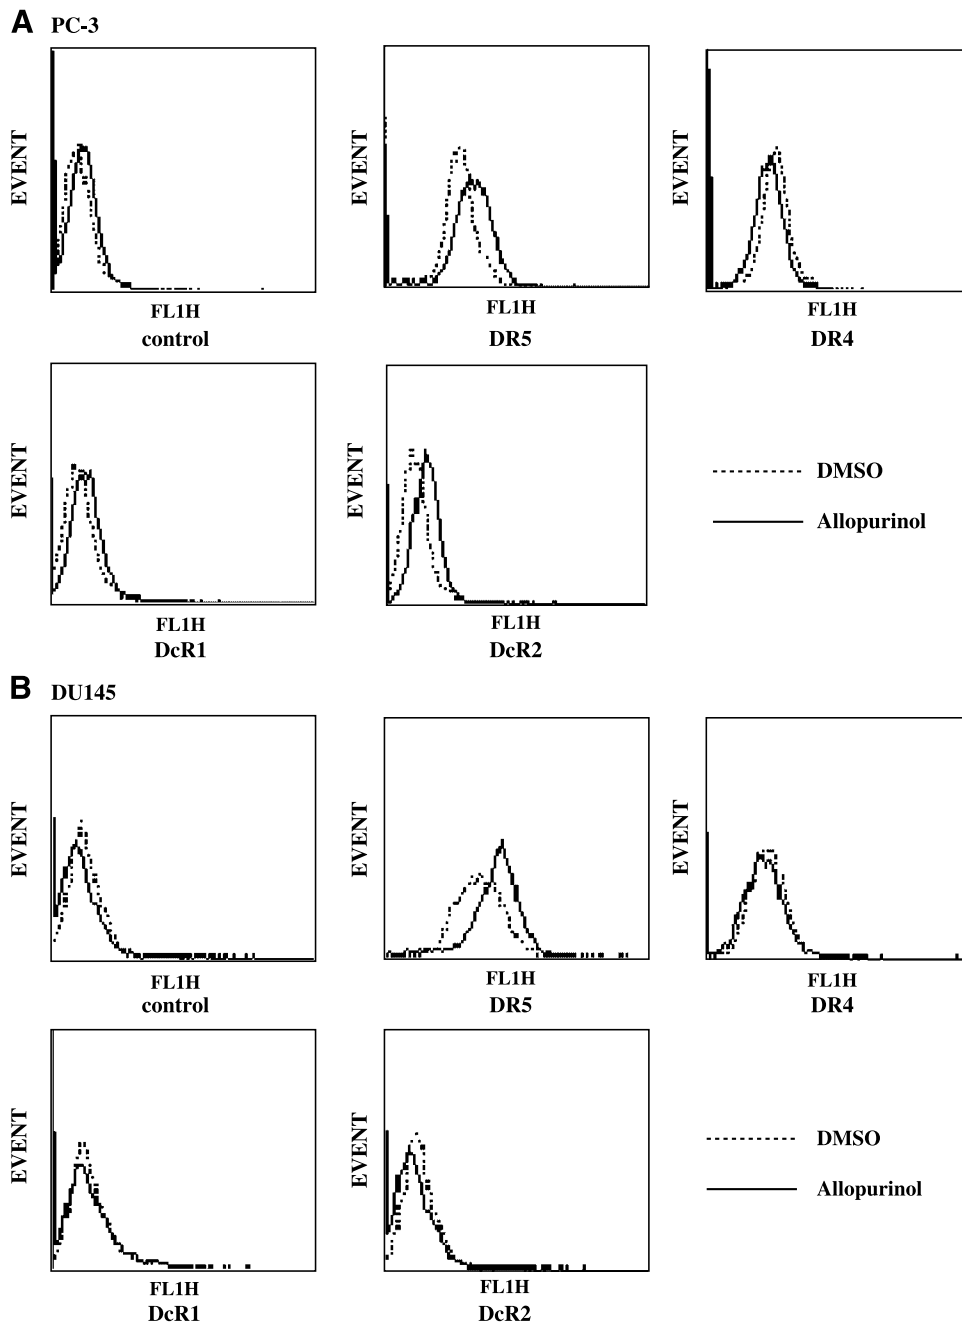 A PC-3
EVENT
FL1H
control
EVENT
FL1H
DR5
EVENT
FL1H
DR4
EVENT
FL1H
DcR1
EVENT
FL1H
DcR2
DMSO
Allopurinol
B DU145
EVENT
FL1H
control
EVENT
FL1H
DR5
EVENT
FL1H
DR4
EVENT
FL1H
DcR1
EVENT
FL1H
DcR2
DMSO
Allopurinol